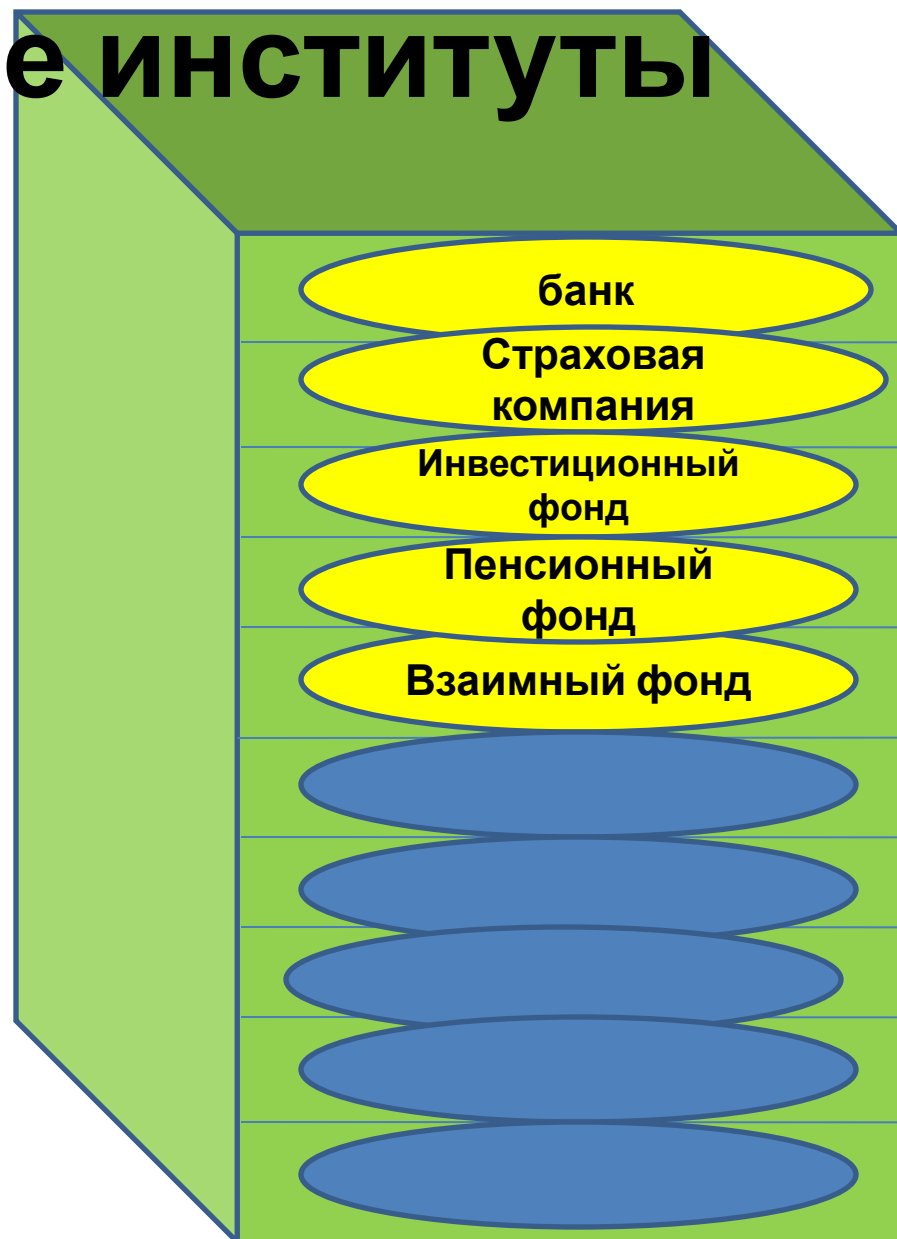 е институты
банк
Страховая
компания
Инвестиционный
фонд
Пенсионный
фонд
Взаимный фонд